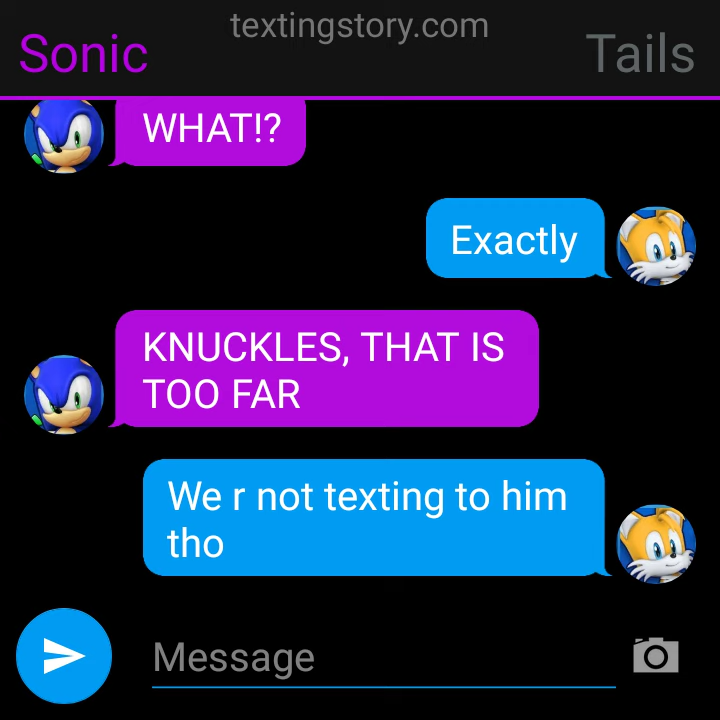 textingstory.com
Sonic
Tails
WHAT!?
Exactly
KNUCKLES, THAT IS
TOO FAR
We r not texting to him
tho
Message